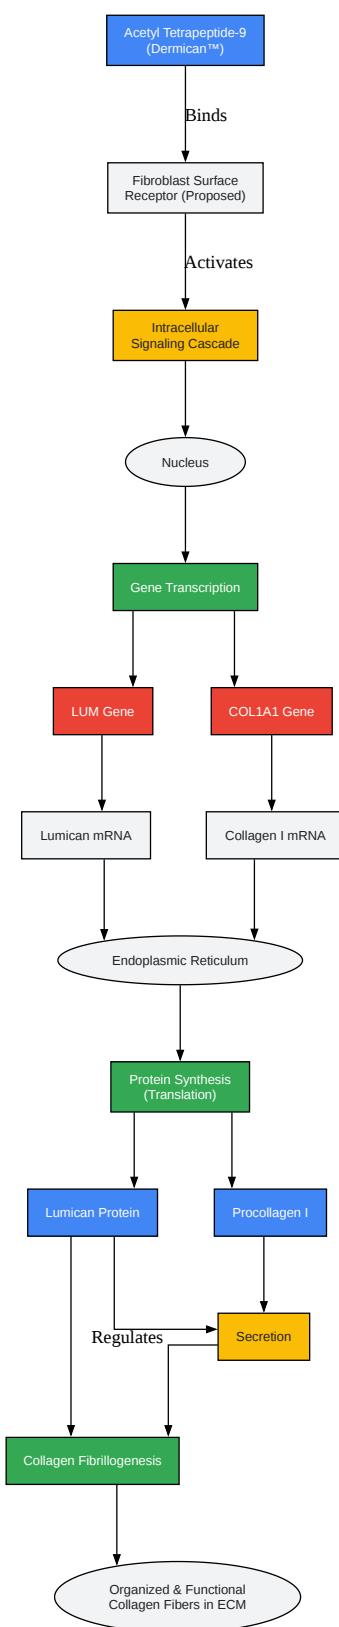 Acetyl Tetrapeptide-9
(Dermican™)
Binds
Fibroblast Surface
Receptor (Proposed)
Activates
Intracellular
Signaling Cascade
Nucleus
Gene Transcription
LUM Gene
COL1A1 Gene
Lumican mRNA
Collagen I mRNA
Endoplasmic Reticulum
Protein Synthesis
(Translation)
Lumican Protein
Procollagen I
Regulates
Secretion
Collagen Fibrillogenesis
Organized & Functional
Collagen Fibers in ECM